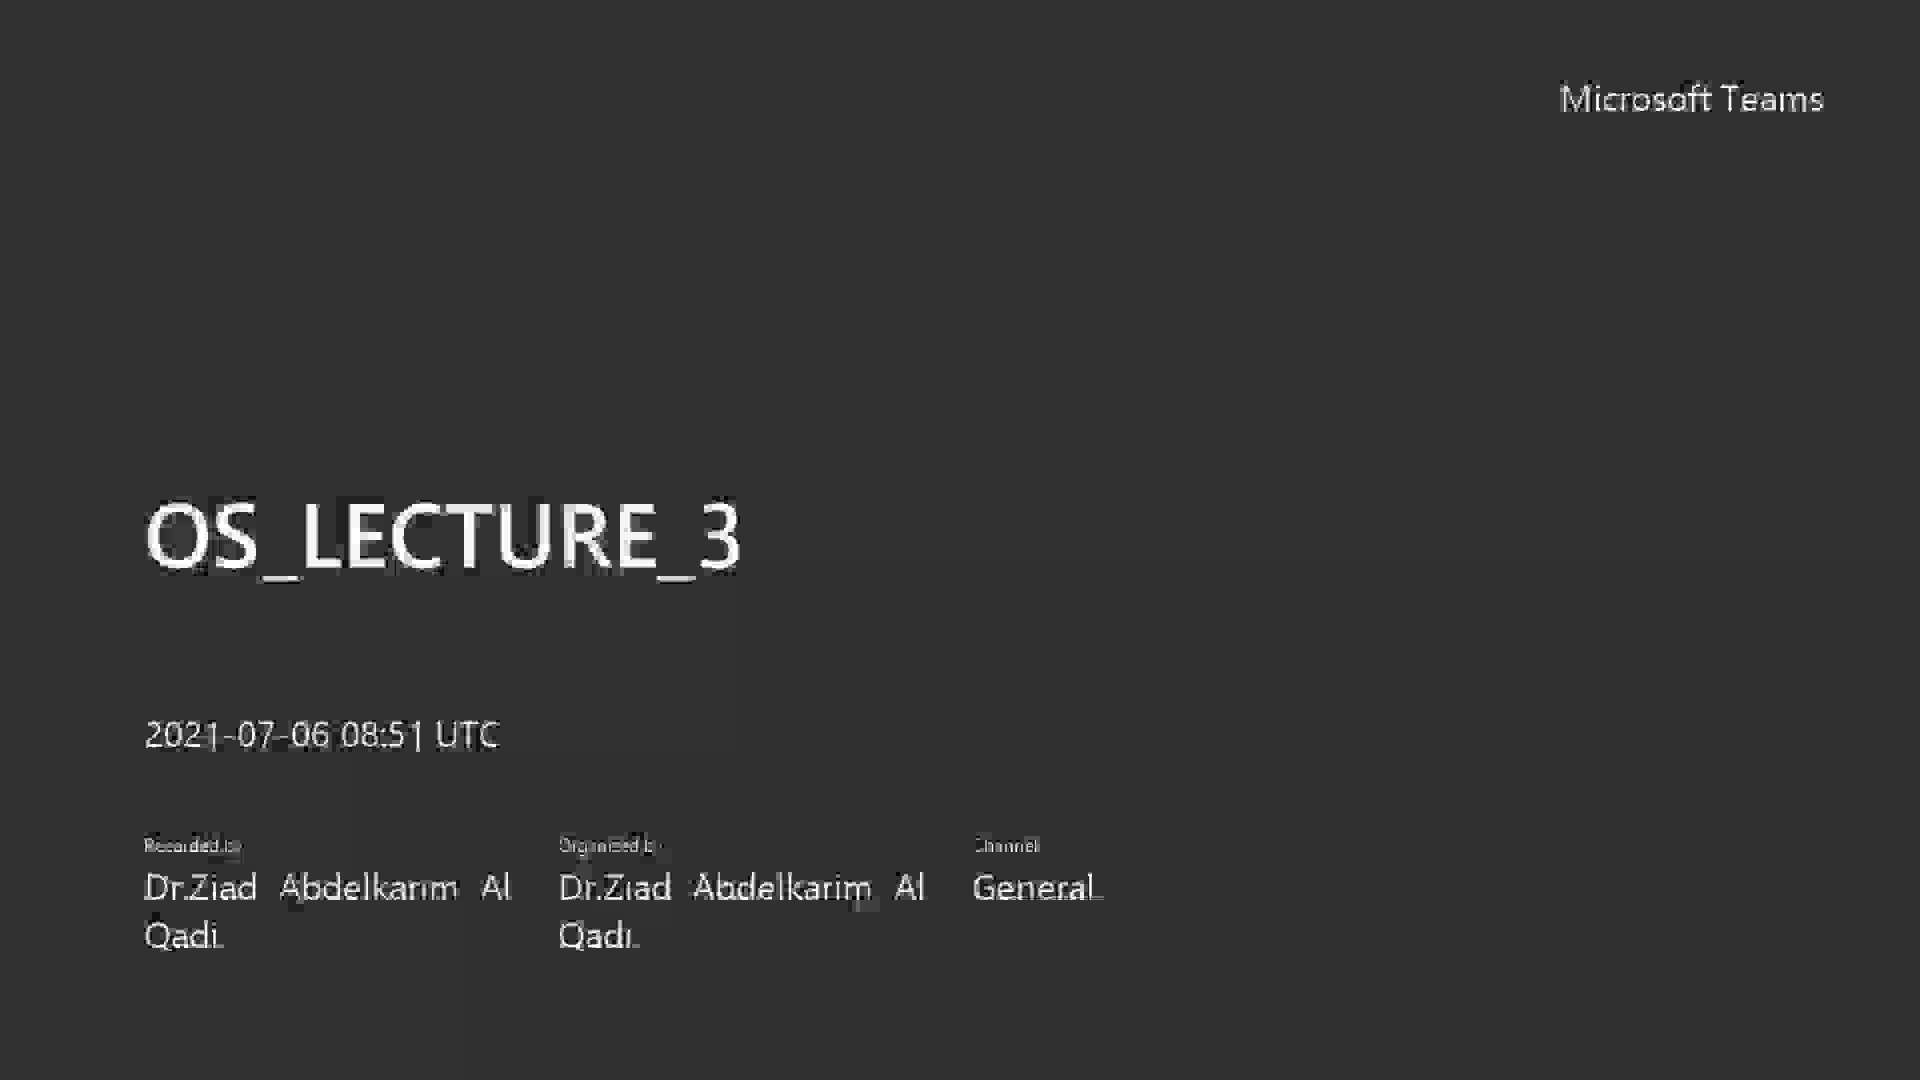 Microsoft Teams
OS_LECTURE_3
2021-07-06 08:51 UTC
Recorded by
Organized by
Channel
Dr.Ziad Abdelkarim Al
Qadi
Dr.Ziad Abdelkarim Al
Qadi
General